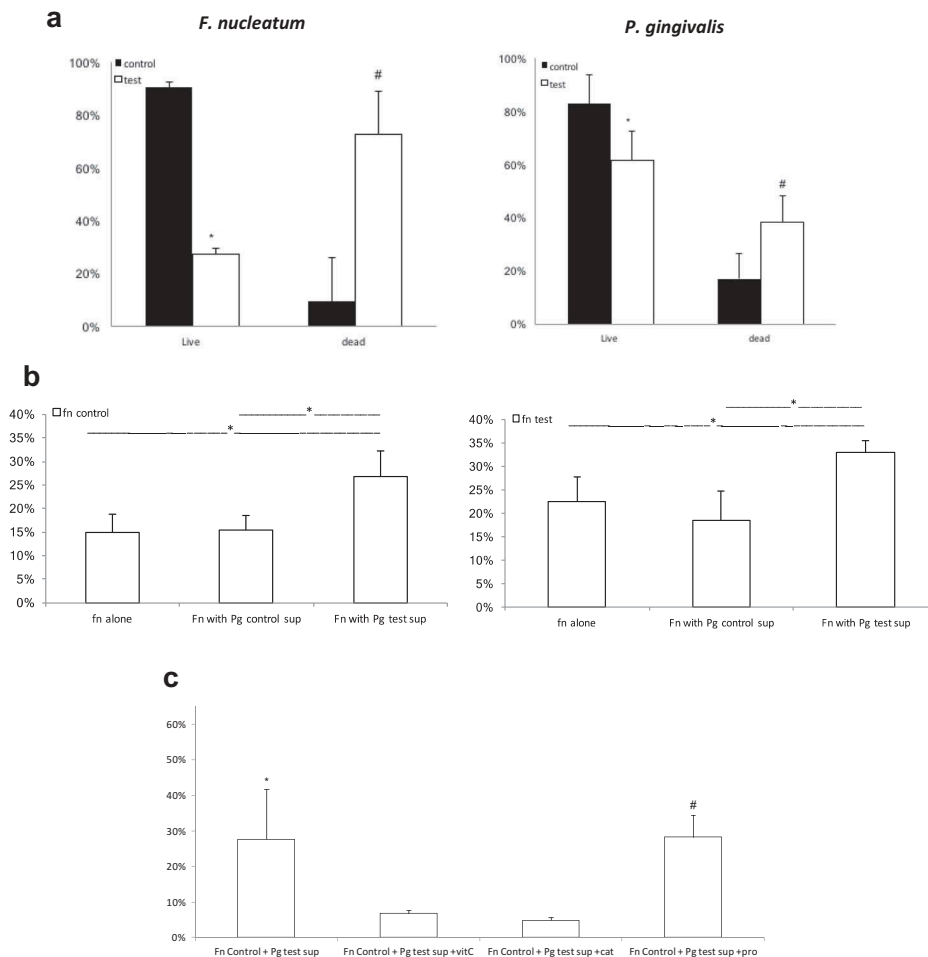 a
F. nucleatum
P. gingivalis
100%
80%
60%
40%
20%
0%
control
test
*
#
Live
dead
100%
80%
60%
40%
20%
0%
control
test
*
#
Live
dead
b
40%
35%
30%
25%
20%
15%
10%
5%
0%
fn control
*
*
fn alone
Fn with Pg control sup
Fn with Pg test sup
40%
35%
30%
25%
20%
15%
10%
5%
0%
fn test
*
*
fn alone
Fn with Pg control sup
Fn with Pg test sup
c
60%
50%
40%
30%
20%
10%
0%
*
#
Fn Control + Pg test sup
Fn Control + Pg test sup +vitC
Fn Control + Pg test sup +cat
Fn Control + Pg test sup +pro